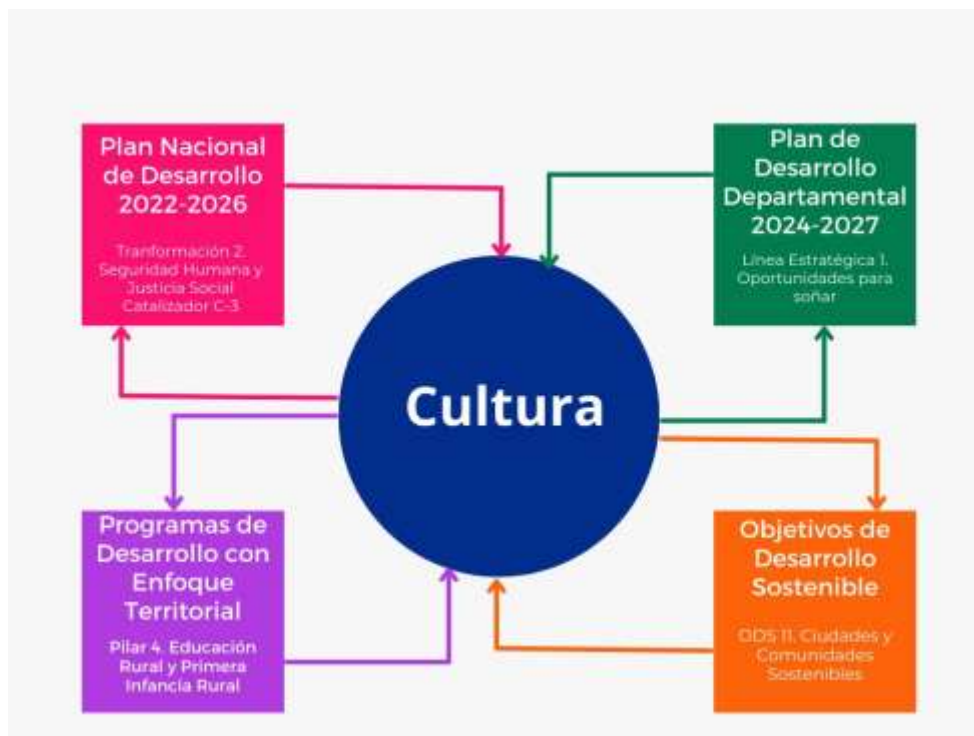 Plan Nacional
de Desarrollo
2022-2026
Tranformación 2.
Seguridad Humana y
Justicia Social
Catalizador C-3
Plan de
Desarrollo
Departamental
2024-2027
Línea Estratégica 1.
Oportunidades para
soñar
Cultura
Programas de
Desarrollo con
Enfoque
Territorial
Pilar 4. Educación
Rural y Primera
Infancia Rural
Objetivos de
Desarrollo
Sostenible
ODS 11. Ciudades y
Comunidades
Sostenibles